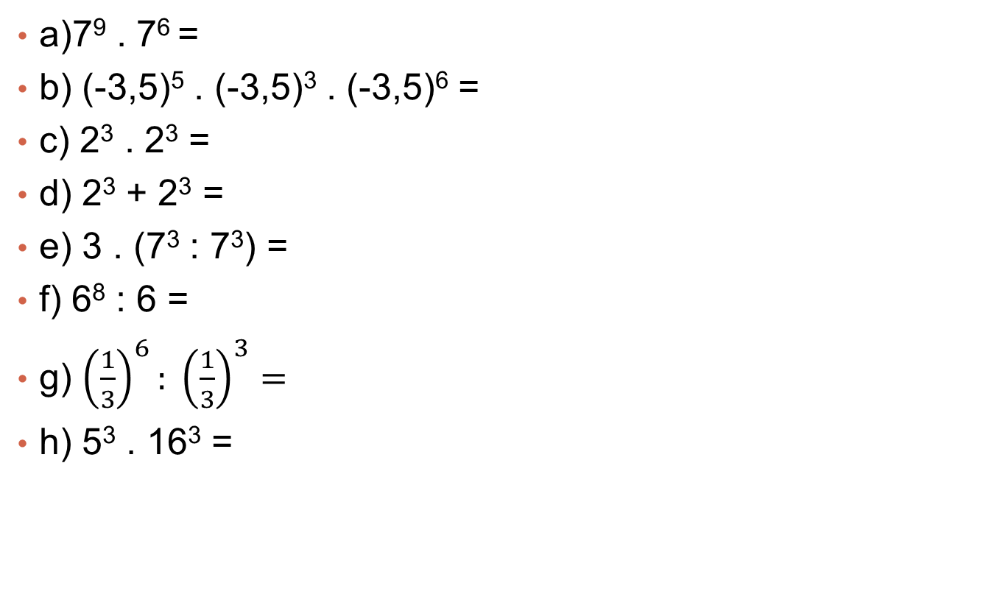 • a)7⁹ . 7⁶ =
• b) (-3,5)⁵ . (-3,5)³ . (-3,5)⁶ =
• c) 2³ . 2³ =
• d) 2³ + 2³ =
• e) 3 . (7³ : 7³) =
• f) 6⁸ : 6 =
• g) (1/3)⁶ : (1/3)³ =
• h) 5³ . 16³ =